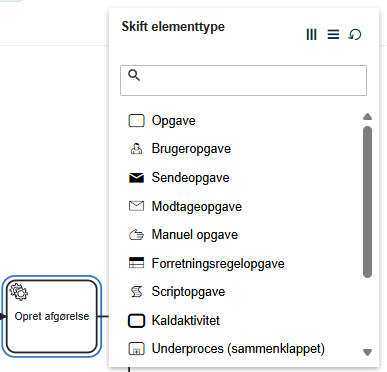 Skift elementtype
Opgave
Brugeropgave
Sendeopgave
Modtageopgave
Manuel opgave
Forretningsregelopgave
Scriptopgave
Kaldaktivitet
Underproces (sammenklappet)
Opret afgørelse